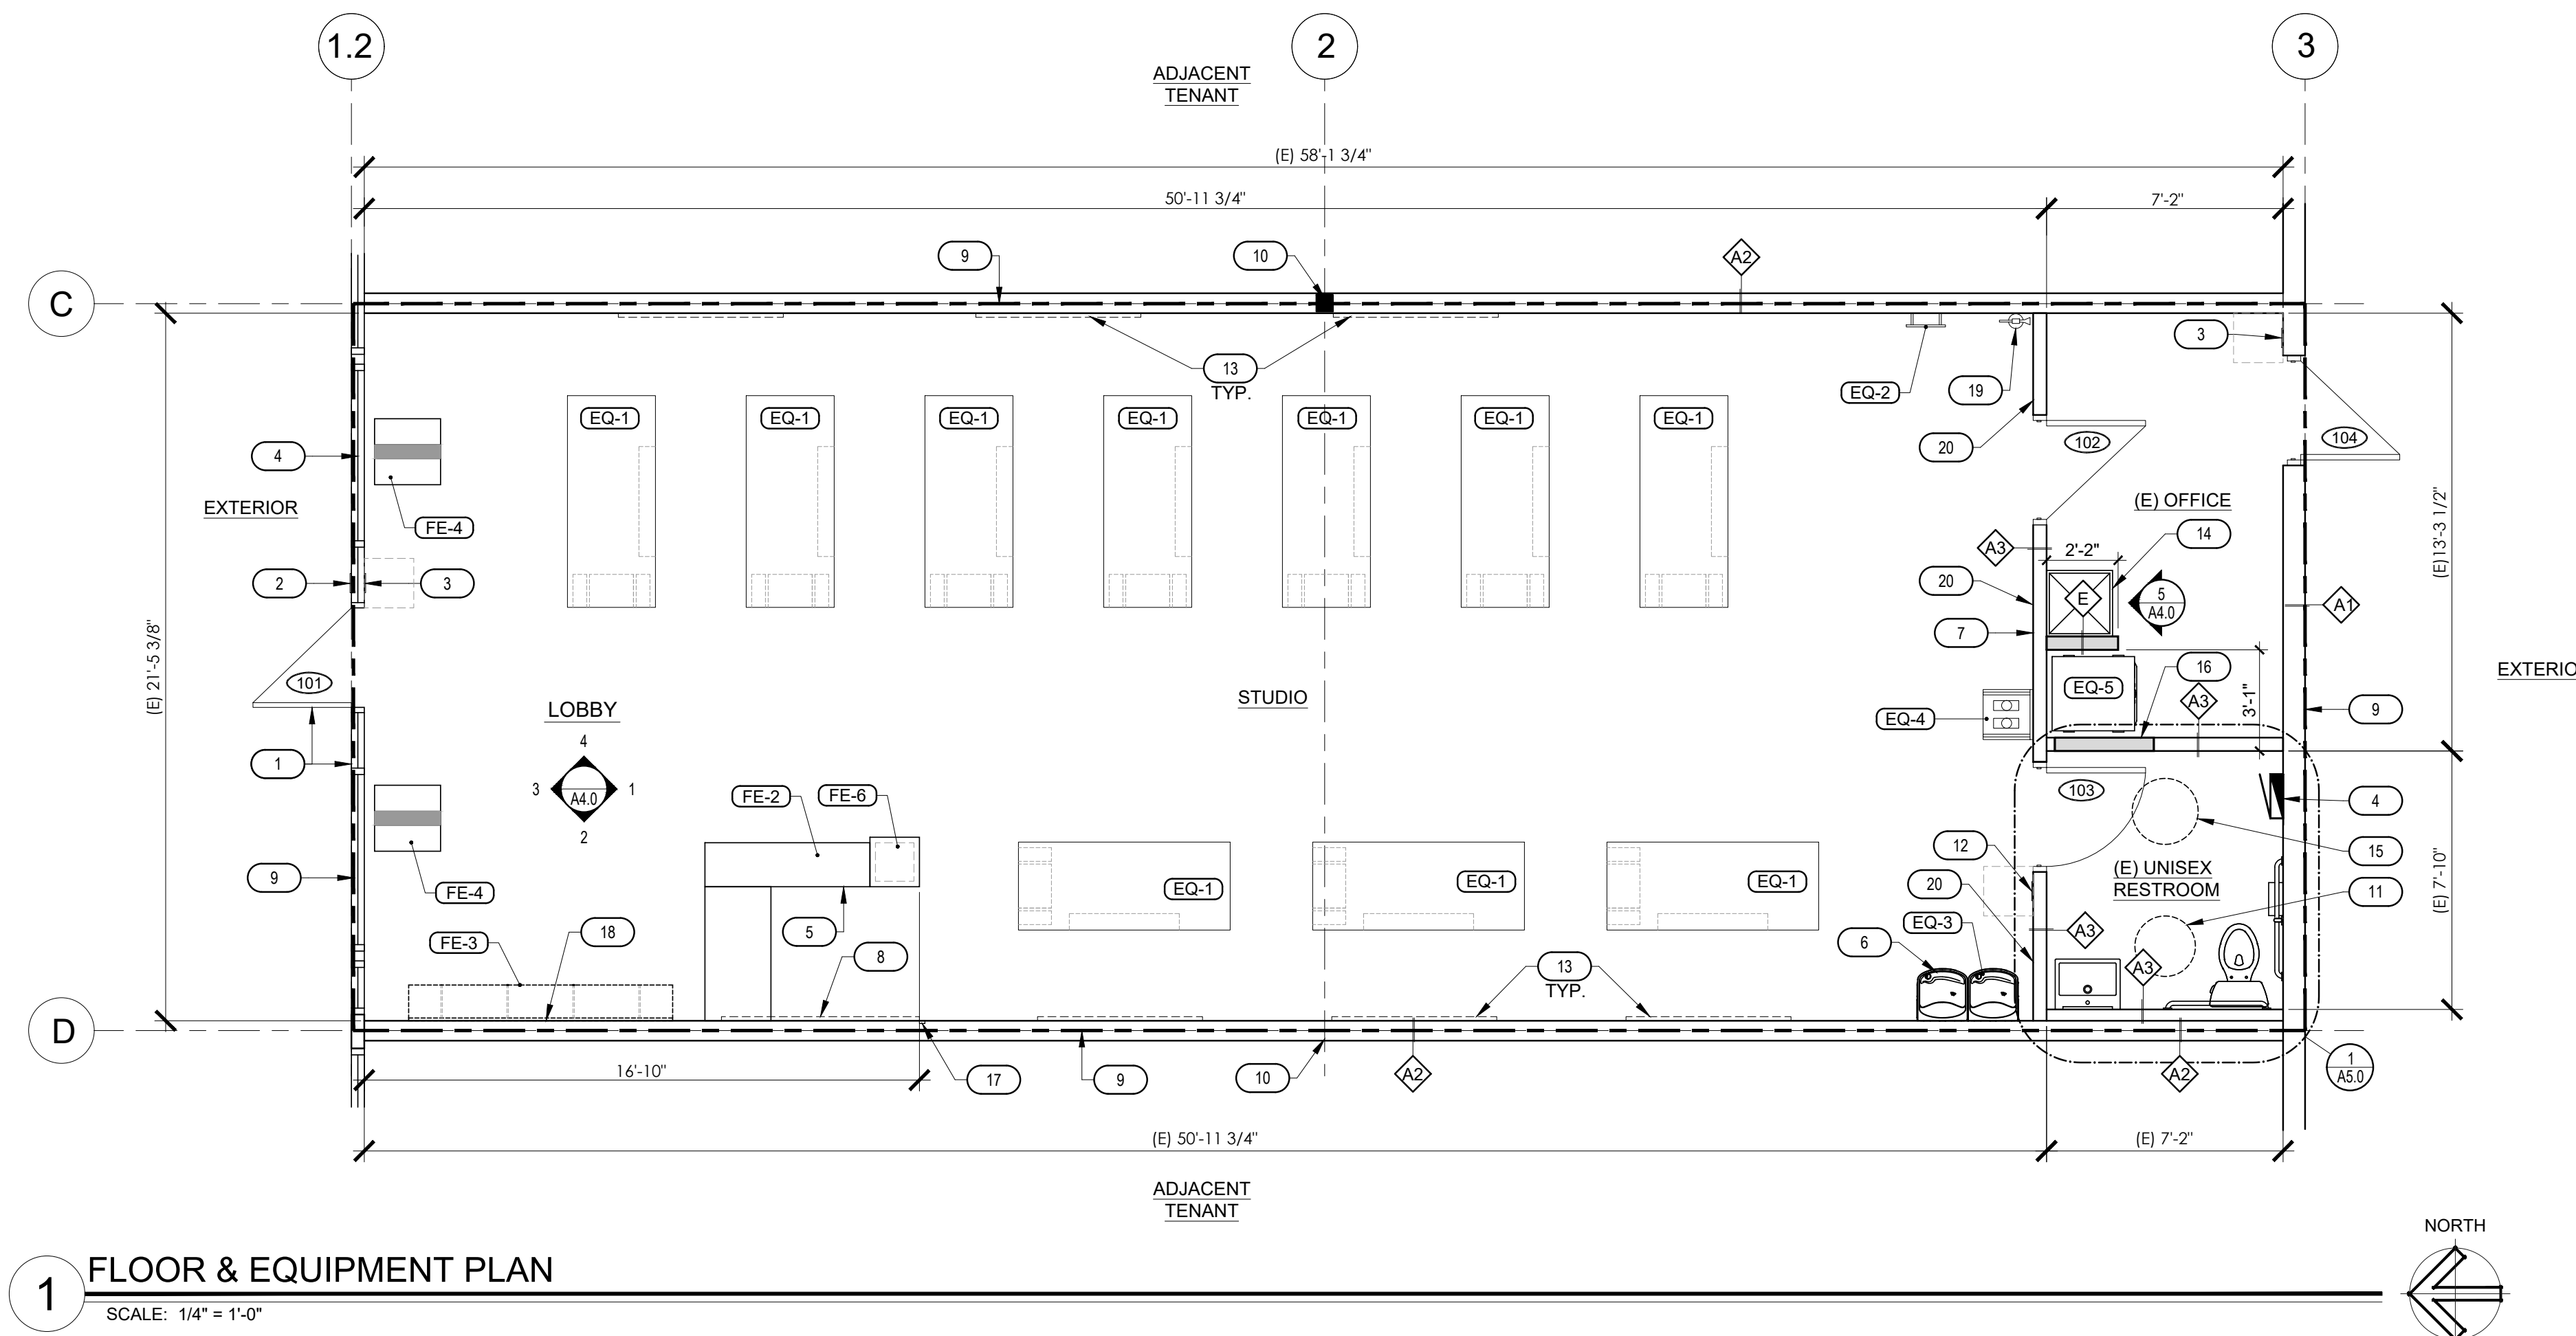 1.2
2
3
ADJACENT
TENANT
(E) 58'-1 3/4"
50'-11 3/4"
7'-2"
9
10
A2
C
3
13
TYP.
EQ-2
19
EQ-1
EQ-1
EQ-1
EQ-1
EQ-1
EQ-1
EQ-1
20
102
104
4
EXTERIOR
FE-4
(E) OFFICE
(E)13'-3 1/2"
14
A3
2'-2"
2
3
20
E
5
A4.0
A1
7
(E) 21'-5 3/8"
101
16
EXTERIO
EQ-5
3'-1"
A3
LOBBY
STUDIO
EQ-4
9
4
1
3
A4.0
1
2
FE-2
FE-6
103
4
12
15
9
FE-4
EQ-1
EQ-1
EQ-1
20
(E) UNISEX
RESTROOM
11
(E) 7'-10"
EQ-3
FE-3
18
5
8
6
A3
13
TYP.
A3
D
16'-10"
17
9
10
A2
A2
1
A5.0
(E) 50'-11 3/4"
(E) 7'-2"
ADJACENT
TENANT
NORTH
1
FLOOR & EQUIPMENT PLAN
SCALE: 1/4" = 1'-0"